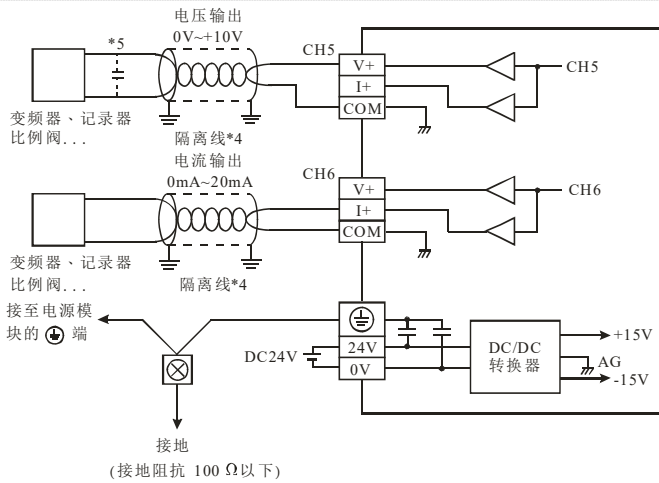 电压输出
0V~+10V
*5
CH5
V+
I+
COM
CH5
变频器、记录器
比例阀...
隔离线*4
电流输出
0mA~20mA
CH6
V+
I+
COM
CH6
变频器、记录器
比例阀...
隔离线*4
接至电源模
块的 端
DC24V
24V
0V
DC/DC
转换器
+15V
AG
-15V
接地
(接地阻抗 100 Ω以下)